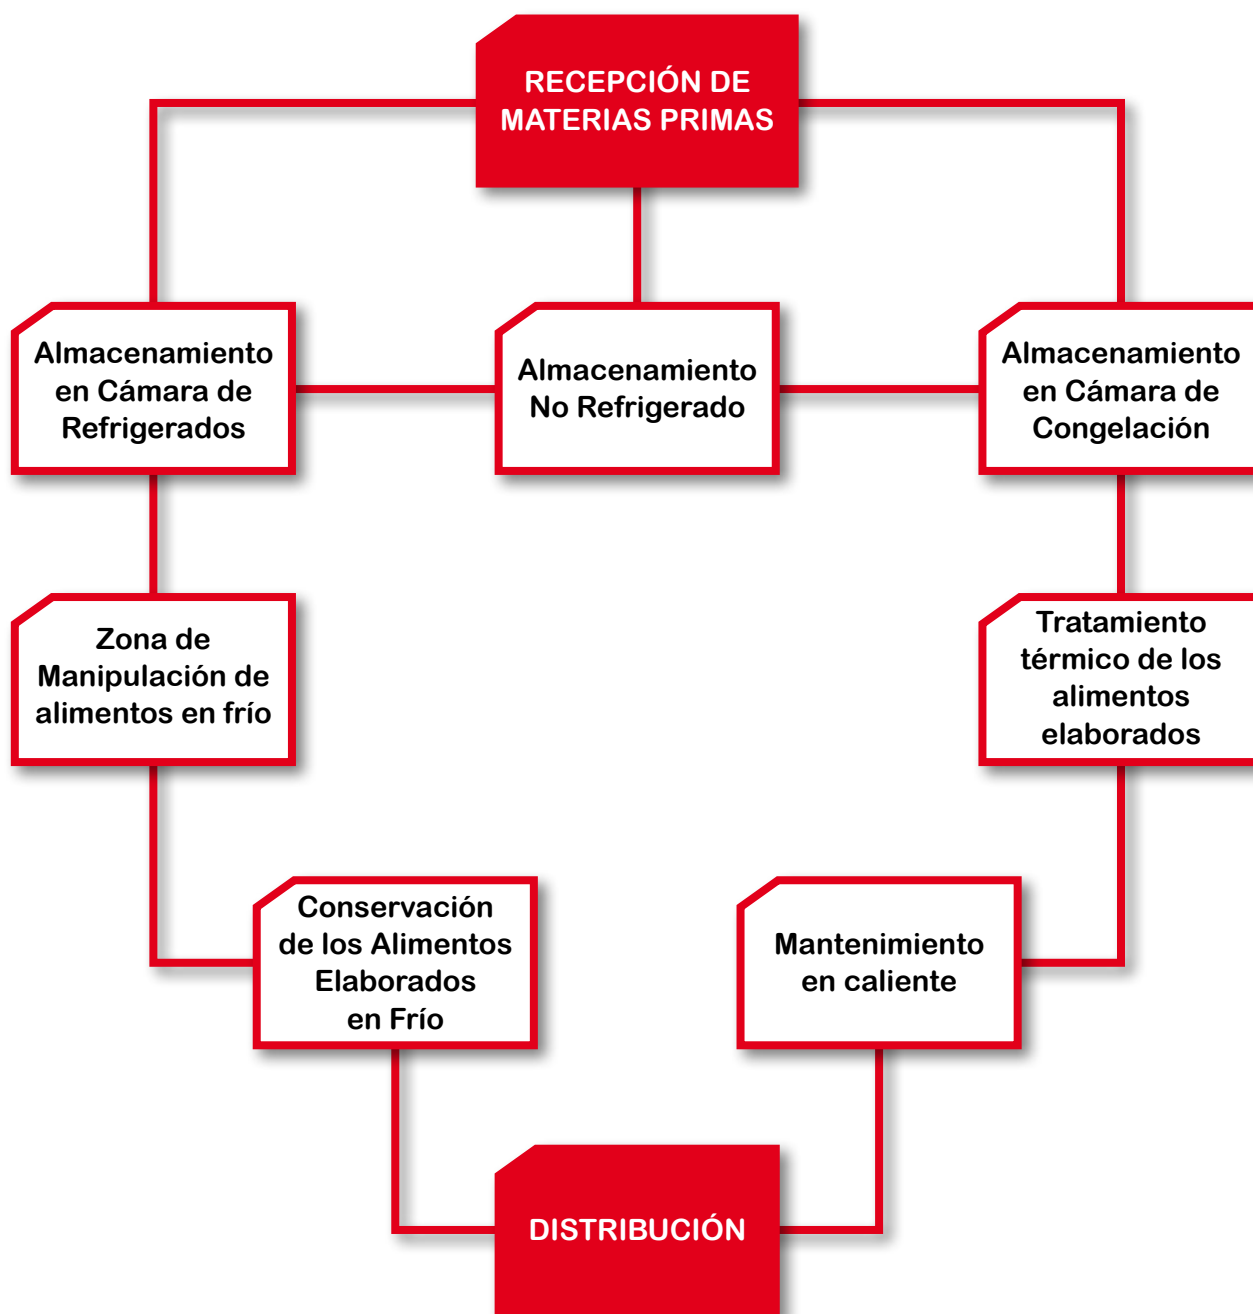 RECEPCIÓN DE
MATERIAS PRIMAS
Almacenamiento
en Cámara de
Refrigerados
Almacenamiento
No Refrigerado
Almacenamiento
en Cámara de
Congelación
Zona de
Manipulación de
alimentos en frío
Tratamiento
térmico de los
alimentos
elaborados
Conservación
de los Alimentos
Elaborados
en Frío
Mantenimiento
en caliente
DISTRIBUCIÓN